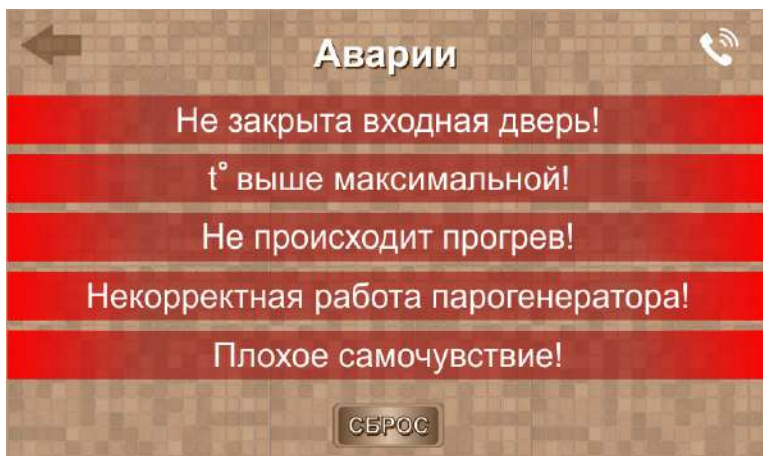 Аварии
Не закрыта входная дверь!
t° выше максимальной!
Не происходит прогрев!
Некорректная работа парогенератора!
Плохое самочувствие!
СБРОС